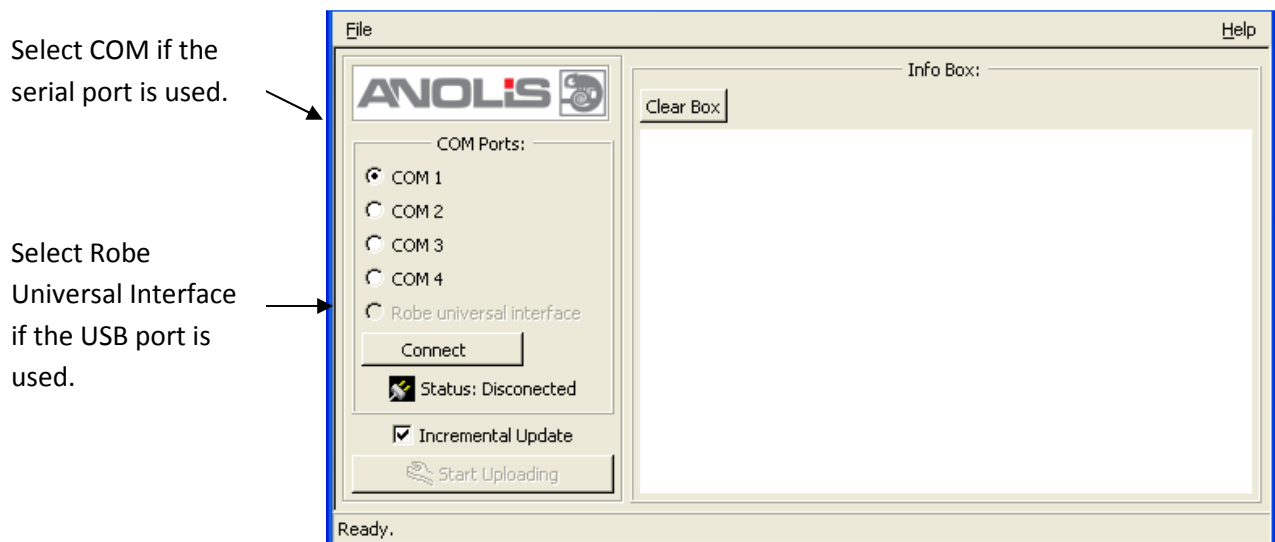 Select COM if the
serial port is used.
Select Robe
Universal Interface
if the USB port is
used.
File
Help
ANOLiS
COM Ports:
COM 1
COM 2
COM 3
COM 4
Robe universal interface
Connect
Status: Disconected
Incremental Update
Start Uploading
Info Box:
Clear Box
Ready.